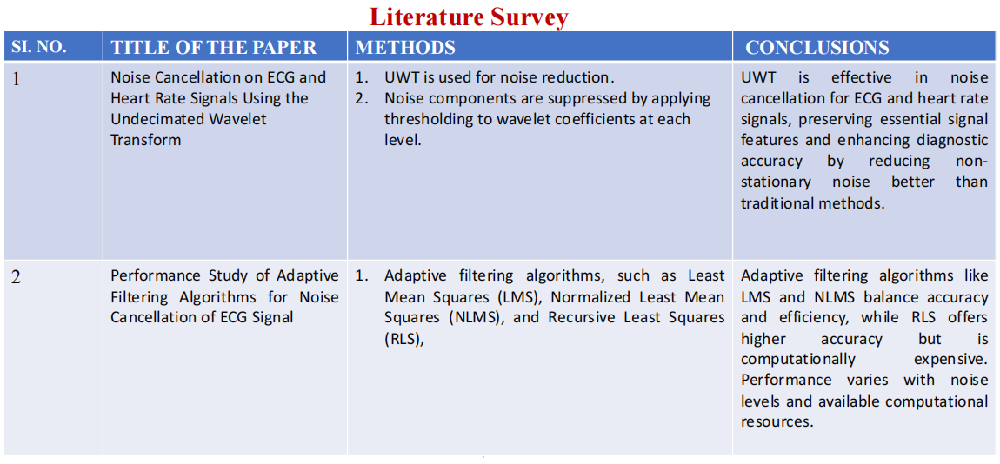 Literature Survey
SI. NO.
TITLE OF THE PAPER
METHODS
CONCLUSIONS
1
Noise Cancellation on ECG and
Heart Rate Signals Using the
Undecimated Wavelet
Transform
1. UWT is used for noise reduction.
2. Noise components are suppressed by applying
thresholding to wavelet coefficients at each
level.
UWT is effective in noise
cancellation for ECG and heart rate
signals, preserving essential signal
features and enhancing diagnostic
accuracy by reducing non-
stationary noise better than
traditional methods.
2
Performance Study of Adaptive
Filtering Algorithms for Noise
Cancellation of ECG Signal
1. Adaptive filtering algorithms, such as Least
Mean Squares (LMS), Normalized Least Mean
Squares (NLMS), and Recursive Least Squares
(RLS),
Adaptive filtering algorithms like
LMS and NLMS balance accuracy
and efficiency, while RLS offers
higher accuracy but is
computationally expensive.
Performance varies with noise
levels and available computational
resources.